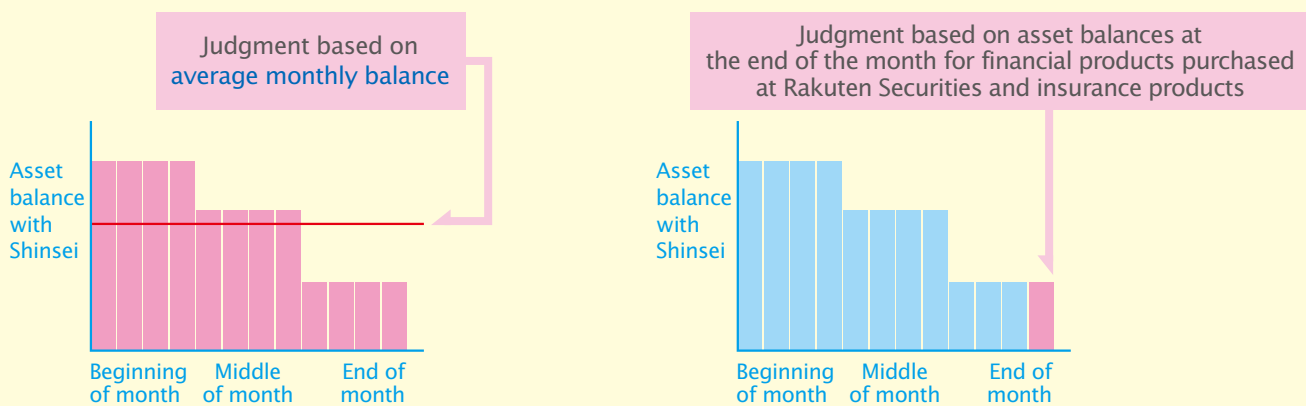 Judgment based on
average monthly balance
Asset
balance
with
Shinsei
Beginning
of month
Middle
of month
End of
month
Judgment based on asset balances at
the end of the month for financial products purchased
at Rakuten Securities and insurance products
Asset
balance
with
Shinsei
Beginning
of month
Middle
of month
End of
month